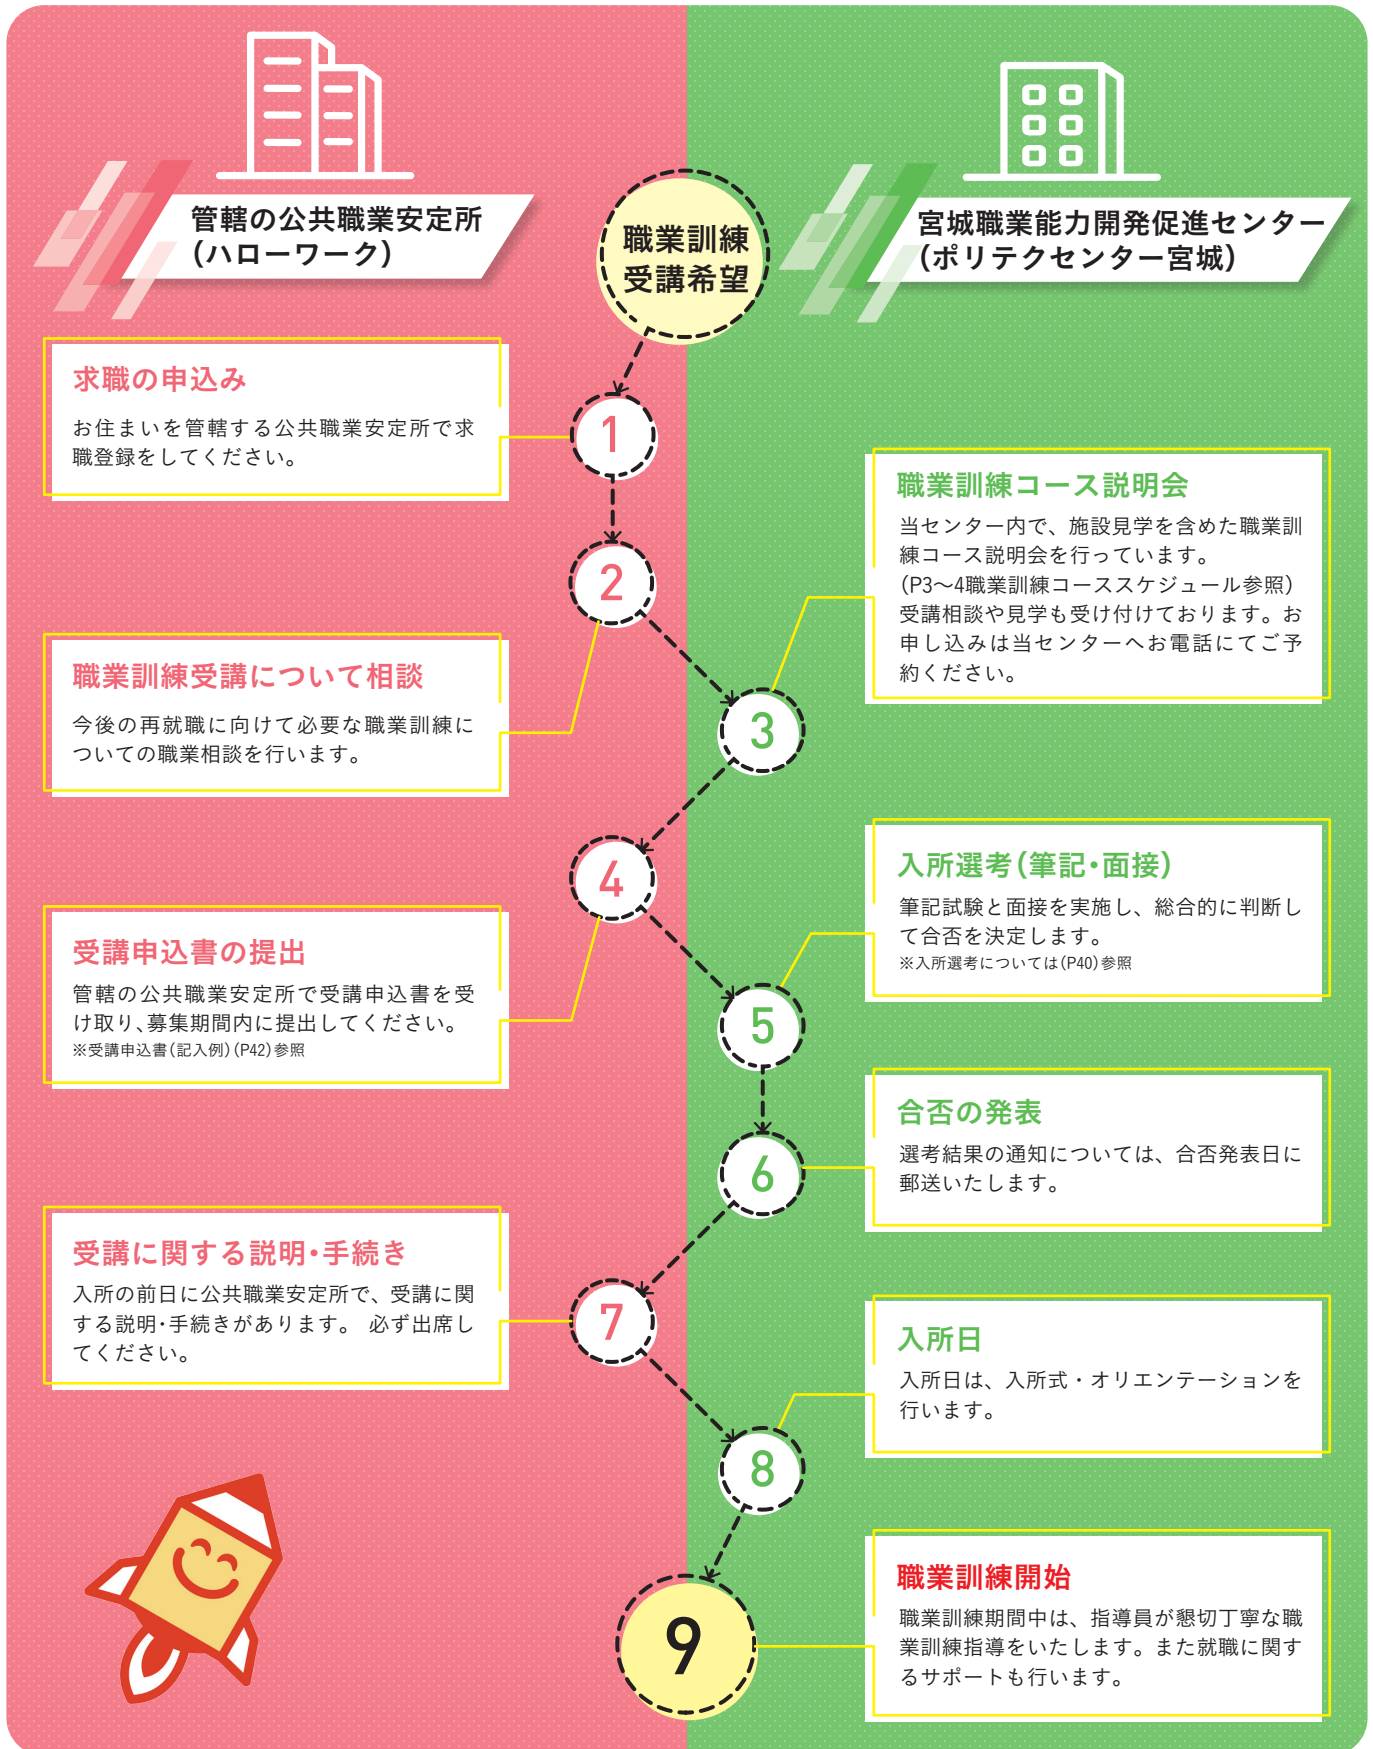 管轄の公共職業安定所
(ハローワーク)
職業訓練
受講希望
宮城職業能力開発促進センター
(ポリテクセンター宮城)
1
求職の申込み
お住まいを管轄する公共職業安定所で求
職登録をしてください。
2
職業訓練受講について相談
今後の再就職に向けて必要な職業訓練に
ついての職業相談を行います。
3
職業訓練コース説明会
当センター内で、施設見学を含めた職業訓
練コース説明会を行っています。
(P3〜4職業訓練コーススケジュール参照)
受講相談や見学も受け付けております。お
申し込みは当センターへお電話にてご予
約ください。
4
受講申込書の提出
管轄の公共職業安定所で受講申込書を受
け取り、募集期間内に提出してください。
※受講申込書(記入例)(P42)参照
5
入所選考(筆記・面接)
筆記試験と面接を実施し、総合的に判断し
て合否を決定します。
※入所選考については(P40)参照
6
合否の発表
選考結果の通知については、合否発表日に
郵送いたします。
7
受講に関する説明・手続き
入所の前日に公共職業安定所で、受講に関
する説明・手続きがあります。 必ず出席し
てください。
8
入所日
入所日は、入所式・オリエンテーションを
行います。
9
職業訓練開始
職業訓練期間中は、指導員が懇切丁寧な職
業訓練指導をいたします。また就職に関す
るサポートも行います。